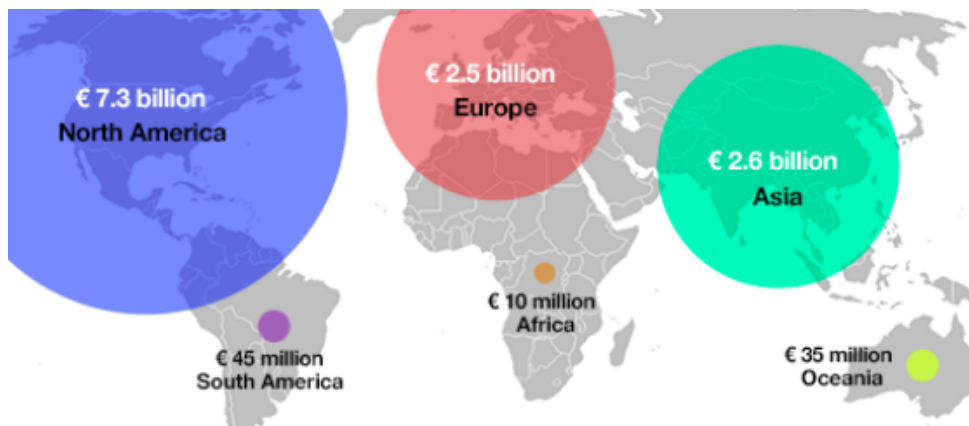 € 7.3 billion
North America
€ 2.5 billion
Europe
€ 2.6 billion
Asia
€ 45 million
South America
€ 10 million
Africa
€ 35 million
Oceania